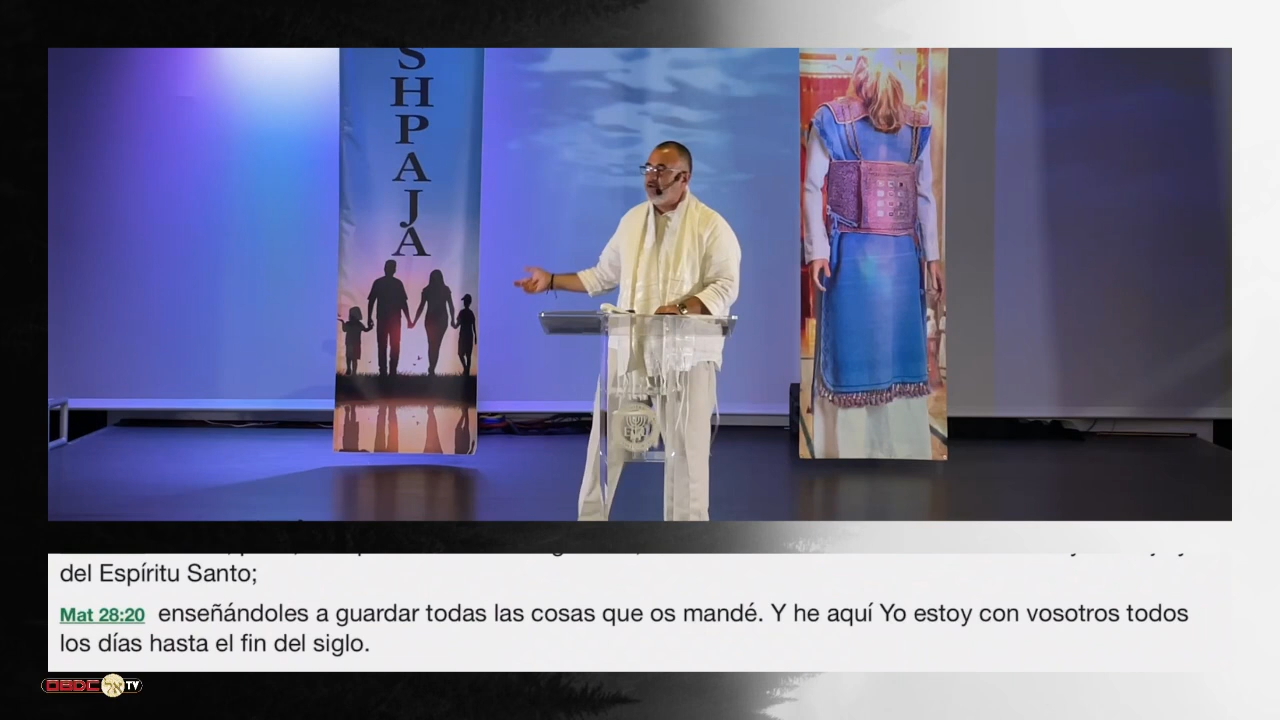 S
H
P
A
J
A
del Espíritu Santo;
Mat 28:20 enseñándoles a guardar todas las cosas que os mandé. Y he aquí Yo estoy con vosotros todos
los días hasta el fin del siglo.
TV